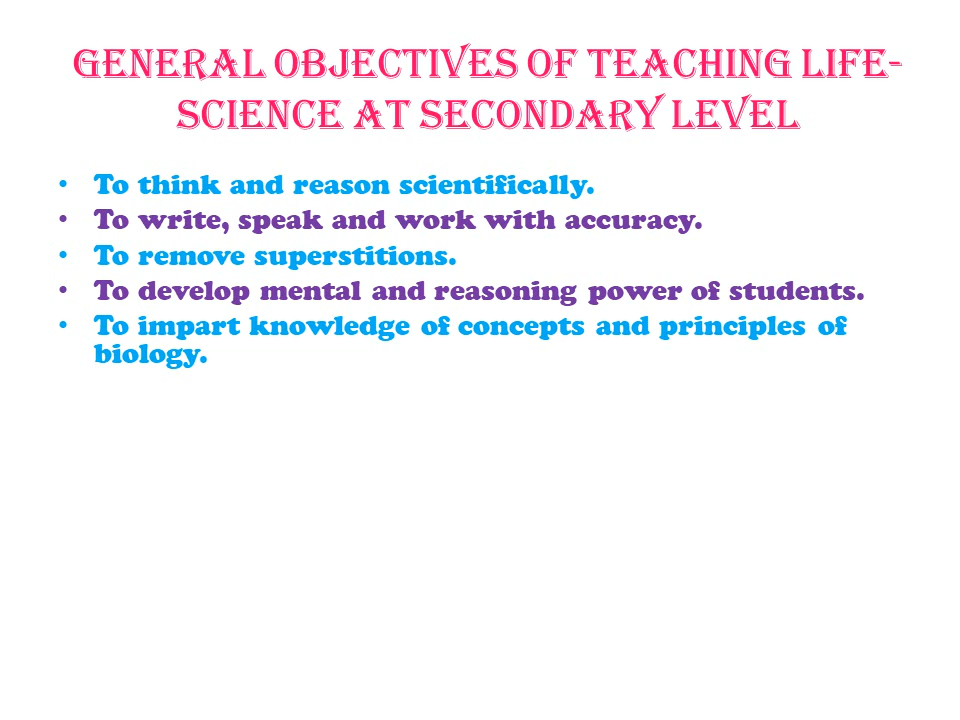 GENERAL OBJECTIVES OF TEACHING LIFE-
SCIENCE AT SECONDARY LEVEL
• To think and reason scientifically.
• To write, speak and work with accuracy.
• To remove superstitions.
• To develop mental and reasoning power of students.
• To impart knowledge of concepts and principles of
biology.